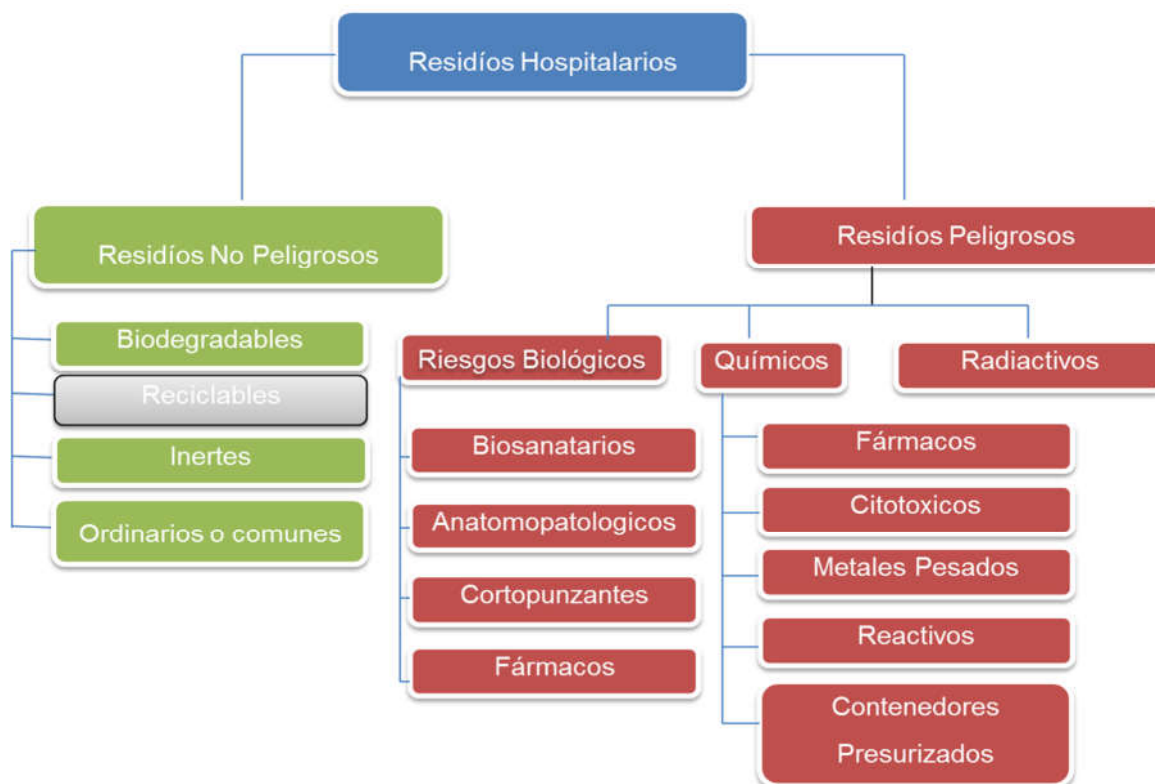 Residíos Hospitalarios
Residíos No Peligrosos
Biodegradables
Reciclables
Inertes
Ordinarios o comunes
Residíos Peligrosos
Riesgos Biológicos
Biosanatarios
Anatomopatologicos
Cortopunzantes
Fármacos
Químicos
Fármacos
Citotoxicos
Metales Pesados
Reactivos
Contenedores
Presurizados
Radiactivos